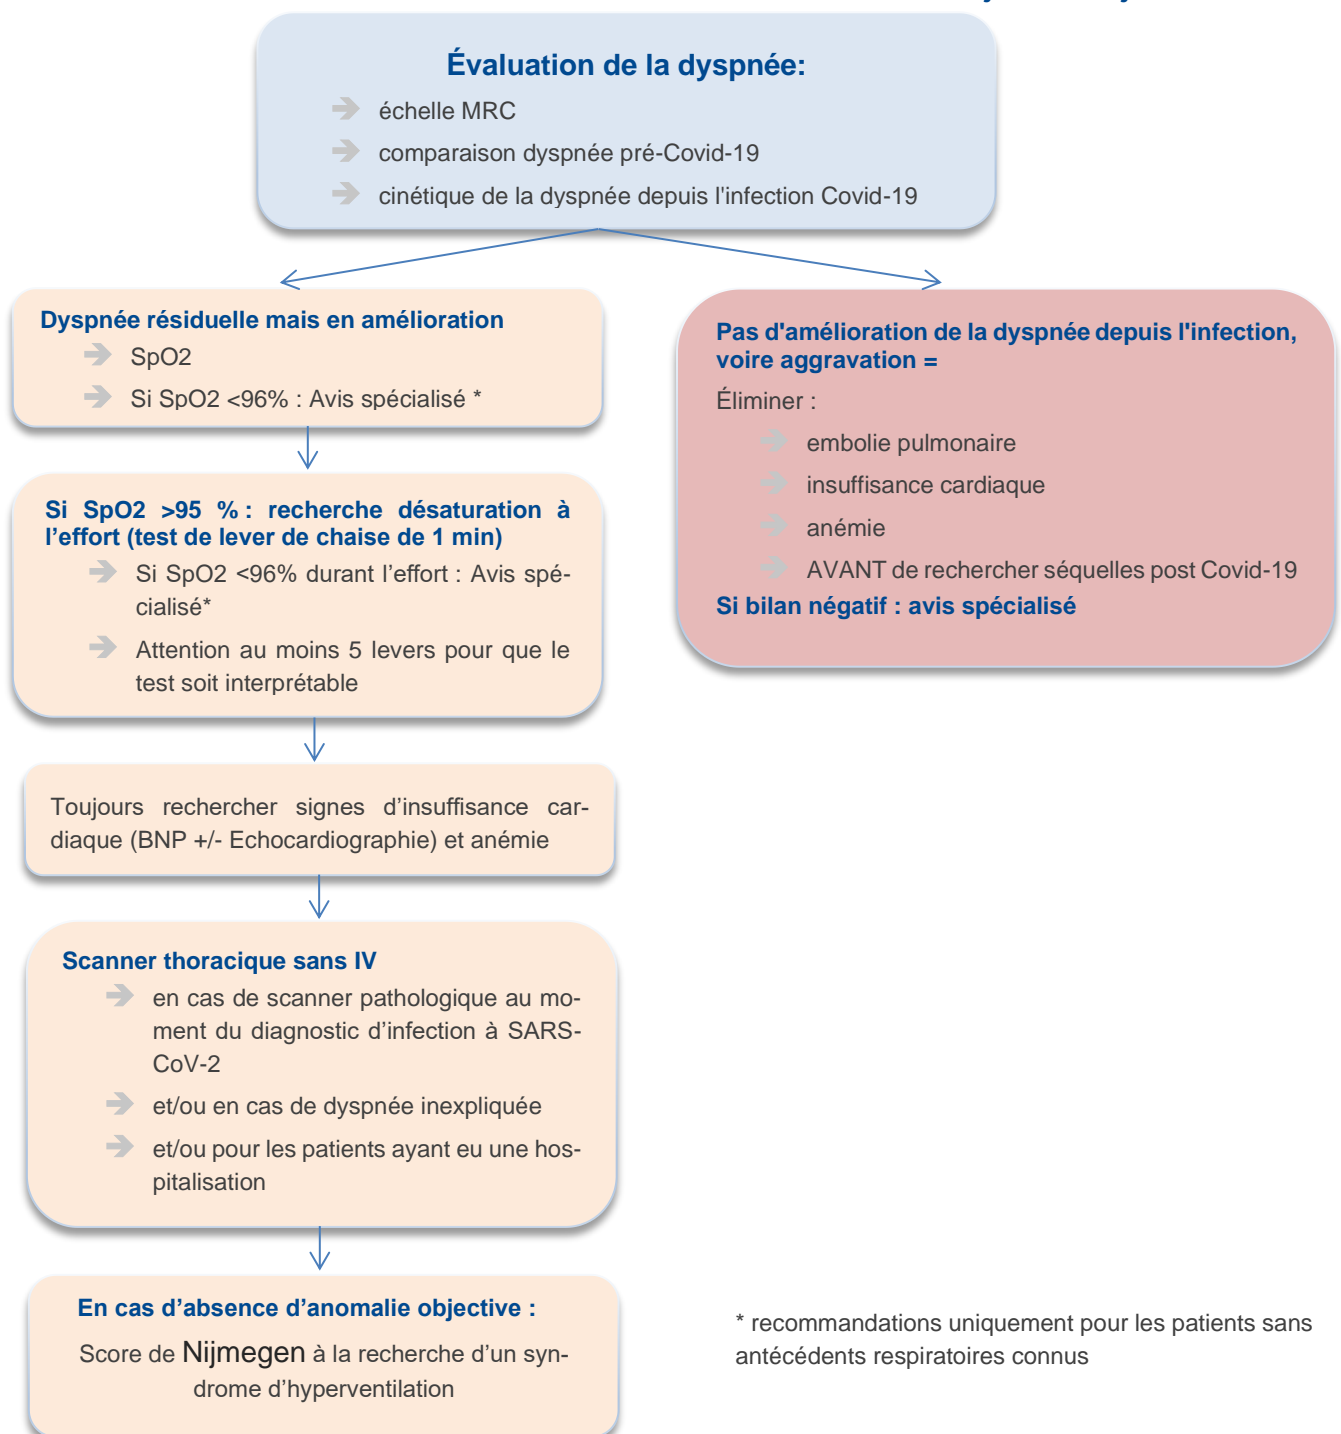 Évaluation de la dyspnée:
échelle MRC
comparaison dyspnée pré-Covid-19
cinétique de la dyspnée depuis l'infection Covid-19
Dyspnée résiduelle mais en amélioration
SpO2
Si SpO2 <96% : Avis spécialisé *
Si SpO2 >95 % : recherche désaturation à
l’effort (test de lever de chaise de 1 min)
Si SpO2 <96% durant l’effort : Avis spé-
cialisé*
Attention au moins 5 levers pour que le
test soit interprétable
Toujours rechercher signes d’insuffisance car-
diaque (BNP +/- Echocardiographie) et anémie
Scanner thoracique sans IV
en cas de scanner pathologique au mo-
ment du diagnostic d’infection à SARS-
CoV-2
et/ou en cas de dyspnée inexpliquée
et/ou pour les patients ayant eu une hos-
pitalisation
En cas d’absence d’anomalie objective :
Score de Nijmegen à la recherche d’un syn-
drome d’hyperventilation
Pas d'amélioration de la dyspnée depuis l'infection,
voire aggravation =
Éliminer :
embolie pulmonaire
insuffisance cardiaque
anémie
AVANT de rechercher séquelles post Covid-19
Si bilan négatif : avis spécialisé
* recommandations uniquement pour les patients sans
antécédents respiratoires connus